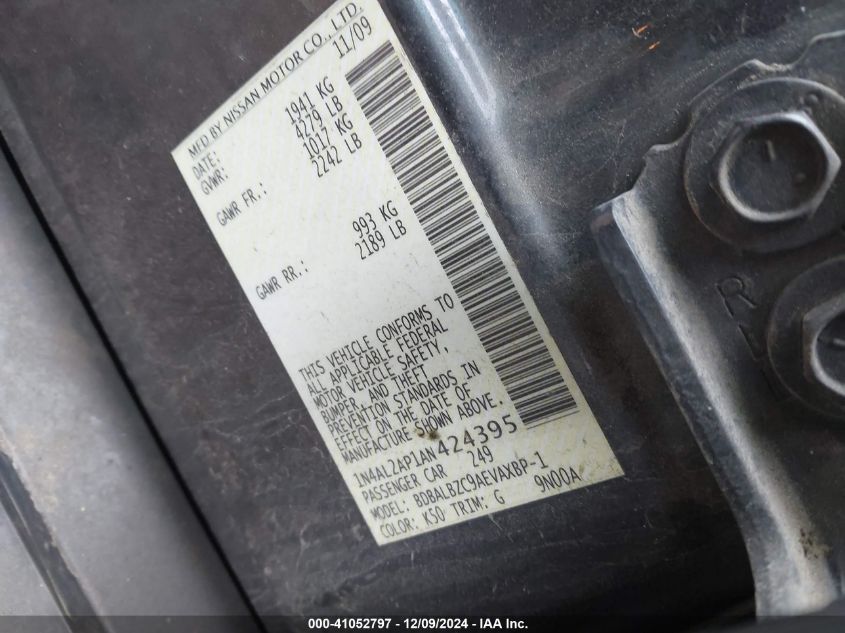 MFD BY NISSAN MOTOR CO., LTD.
DATE: 11/09
GVWR: 1941 KG
4279 LB
GAWR FR.: 1017 KG
2242 LB
GAWR RR.: 993 KG
2189 LB
THIS VEHICLE CONFORMS TO
ALL APPLICABLE FEDERAL
MOTOR VEHICLE SAFETY,
BUMPER, AND THEFT
PREVENTION STANDARDS IN
EFFECT ON THE DATE OF
MANUFACTURE SHOWN ABOVE.
1N4AL2AP1AN424395
PASSENGER CAR 249
MODEL: BDBALBZC9AEVAXBP-1
COLOR: K50 TRIM: G 9N00A
R
000-41052797 - 12/09/2024 - IAA Inc.